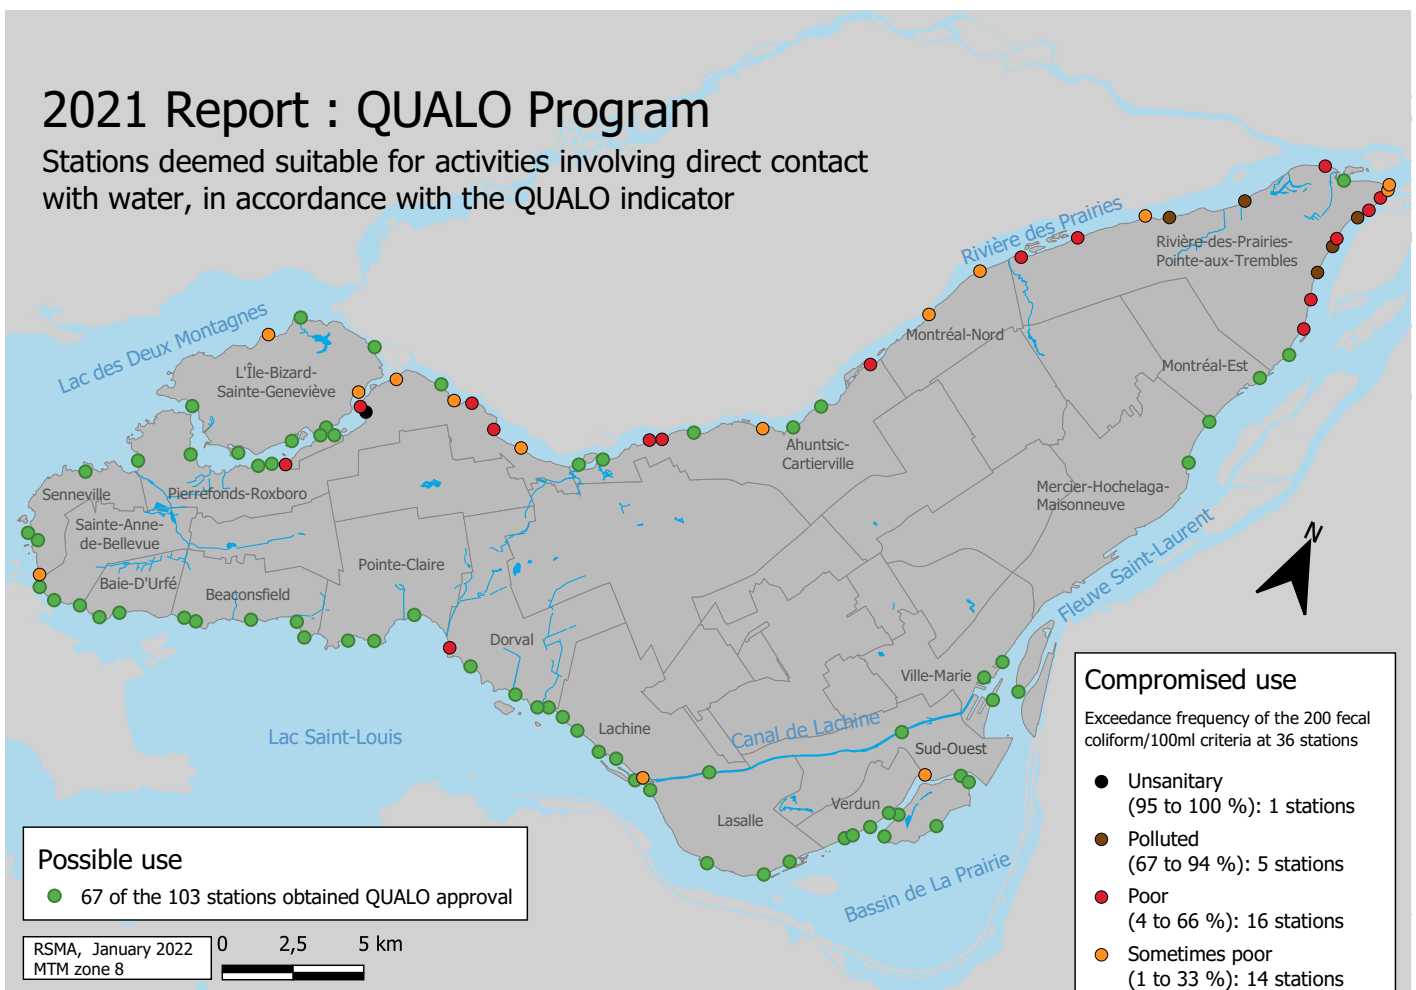 2021 Report : QUALO Program
Stations deemed suitable for activities involving direct contact
with water, in accordance with the QUALO indicator
Rivière des Prairies
Rivière-des-Prairies-
Pointe-aux-Trembles
Lac des Deux Montagnes
Montréal-Nord
L'Île-Bizard-
Sainte-Geneviève
Montréal-Est
Ahuntsic-
Cartierville
Senneville
Pierrefonds-Roxboro
Mercier-Hochelaga-
Maisonneuve
Sainte-Anne-
de-Bellevue
Fleuve Saint-Laurent
N
Pointe-Claire
Baie-D'Urfé
Beaconsfield
Dorval
Ville-Marie
Lachine
Canal de Lachine
Lac Saint-Louis
Sud-Ouest
Verdun
Lasalle
Bassin de La Prairie
Compromised use
Exceedance frequency of the 200 fecal
coliform/100ml criteria at 36 stations
Unsanitary
(95 to 100 %): 1 stations
Polluted
(67 to 94 %): 5 stations
Poor
(4 to 66 %): 16 stations
Sometimes poor
(1 to 33 %): 14 stations
Possible use
67 of the 103 stations obtained QUALO approval
RSMA, January 2022
MTM zone 8
0 2,5 5 km